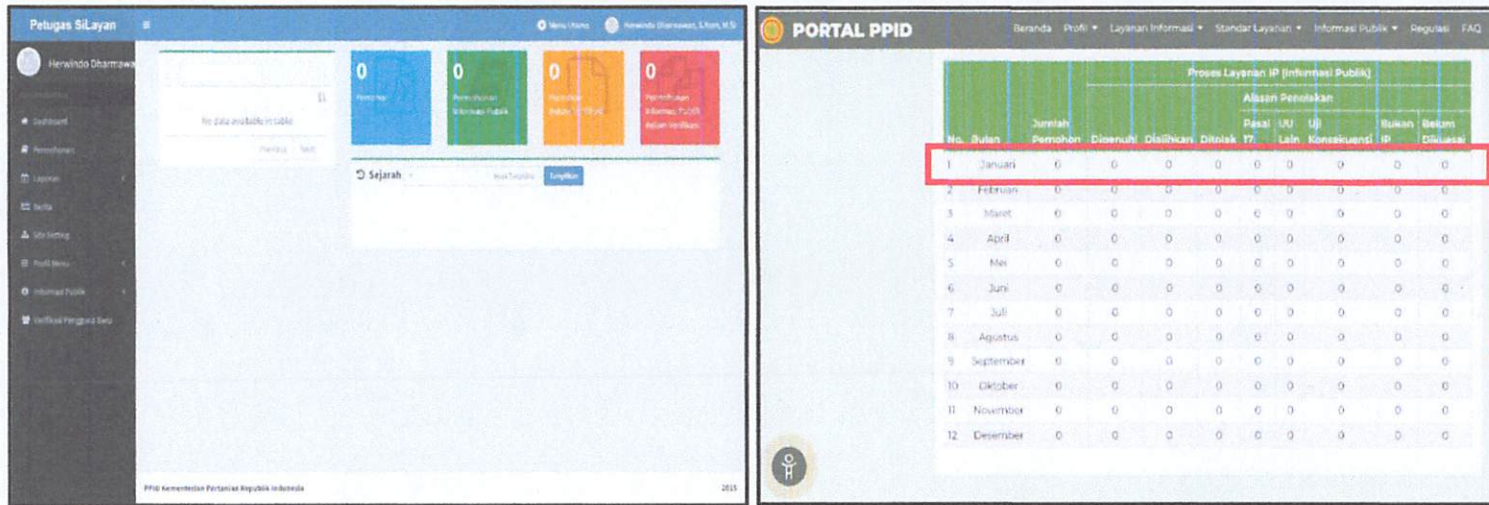 Petugas SiLayan
Menu Utama
Herwindo Dharmawan, S.Kom, M.Si
Herwindo Dharmawa
Dashboard
Permohonan
Laporan
Berita
Site Setting
Profil Menu
Informasi Publik
Verifikasi Pengguna Baru
No data available in table
Previous Next
0
Pemohon
0
Permohonan
Informasi Publik
0
Pemohon
0
Permohonan
Informasi Publik
Belum Verifikasi
Sejarah
Tampilkan
PPID Kementerian Pertanian Republik Indonesia
2015
PORTAL PPID
Beranda Profil Layanan Informasi Standar Layanan Informasi Publik Regulasi FAQ
Proses Layanan IP (Informasi Publik)
Alasan Penolakan
No. Bulan Jumlah Pemohon Dipenuhi Dialihkan Ditolak Pasal 17 UU Lain Uji Konsekuensi Bukan IP Belum Dikuasai
1 Januari 0 0 0 0 0 0 0 0 0
2 Februari 0 0 0 0 0 0 0 0 0
3 Maret 0 0 0 0 0 0 0 0 0
4 April 0 0 0 0 0 0 0 0 0
5 Mei 0 0 0 0 0 0 0 0 0
6 Juni 0 0 0 0 0 0 0 0 0
7 Juli 0 0 0 0 0 0 0 0 0
8 Agustus 0 0 0 0 0 0 0 0 0
9 September 0 0 0 0 0 0 0 0 0
10 Oktober 0 0 0 0 0 0 0 0 0
11 November 0 0 0 0 0 0 0 0 0
12 Desember 0 0 0 0 0 0 0 0 0